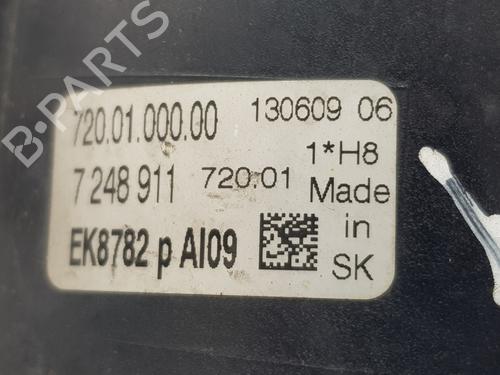 720.01.000.00 130609 06
1*H8
7 248 911 720.01 Made
in
EK8782 p AI09 SK
B-PARTS